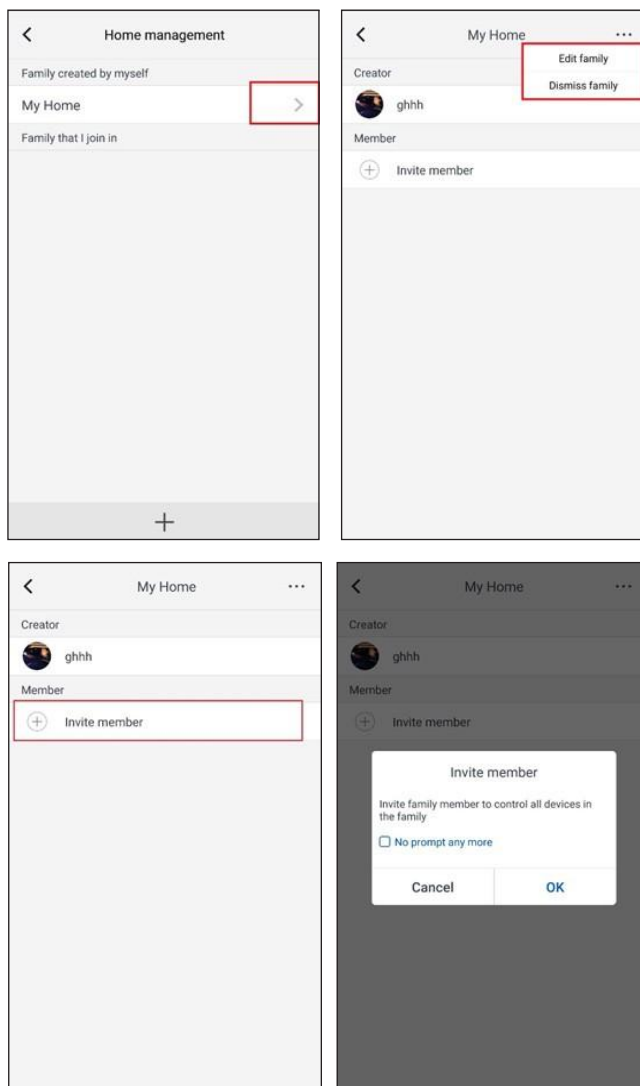 Home management
Family created by myself
My Home
Family that I join in
My Home
Edit family
Dismiss family
Creator
ghhh
Member
Invite member
My Home
Creator
ghhh
Member
Invite member
My Home
Creator
ghhh
Member
Invite member
Invite member
Invite family member to control all devices in
the family
No prompt any more
Cancel OK